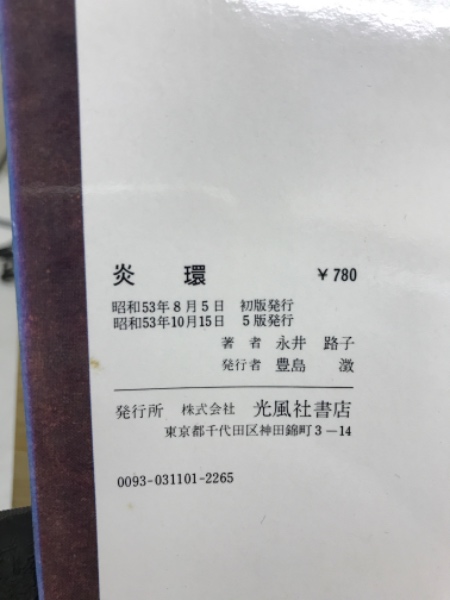 炎環 ￥780
昭和53年8月5日 初版発行
昭和53年10月15日 5版発行
著者 永井路子
発行者 豊島澂
発行所 株式会社 光風社書店
東京都千代田区神田錦町3―14
0093-031101-2265